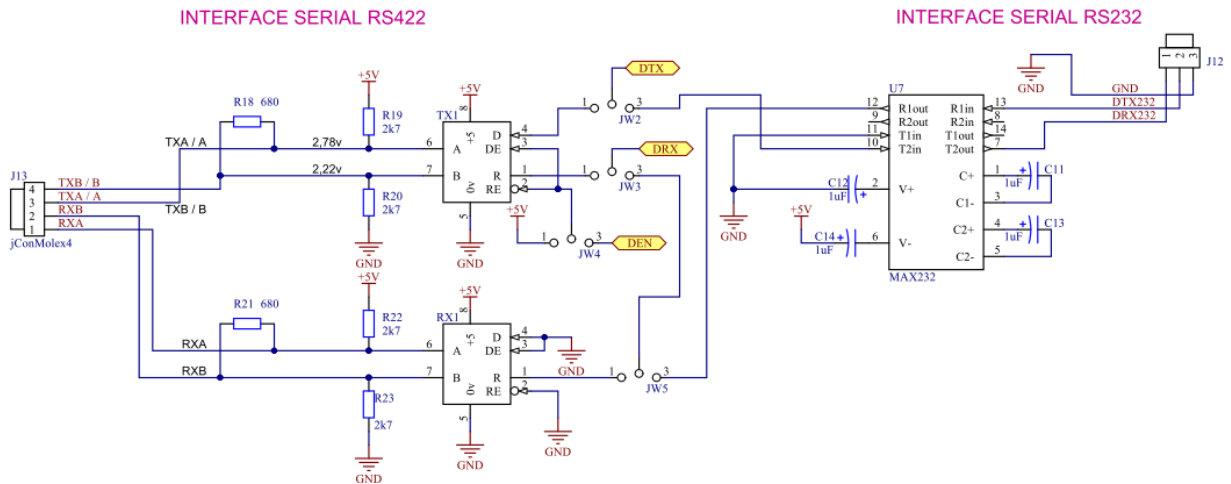 INTERFACE SERIAL RS422
INTERFACE SERIAL RS232
+5V
+5V
DTX
J12
1 2 3
GND
R18 680
R19
2k7
TX1
8
+5
1
3
JW2
U7
GND
DTX232
DRX232
TXA / A
2,78v
6
A
D
4
DE
3
DRX
12
R1out
R1in
13
9
R2out
R2in
8
11
T1in
T1out
14
10
T2in
T2out
7
2,22v
7
B
R
1
RE
2
0v
5
1
3
JW3
J13
4
3
2
1
TXB / B
TXA / A
RXB
RXA
TXB / B
jConMolex4
R20
2k7
GND
GND
+5V
1
3
JW4
DEN
C12
1uF
+
2
V+
C+
1
C1-
3
+
C11
1uF
GND
+5V
C14
+
1uF
6
V-
C2+
4
C2-
5
+
C13
1uF
MAX232
+5V
+5V
R21 680
R22
2k7
RX1
8
+5
RXA
6
A
D
4
DE
3
GND
RXB
7
B
R
1
RE
2
0v
5
1
3
JW5
R23
2k7
GND
GND
GND